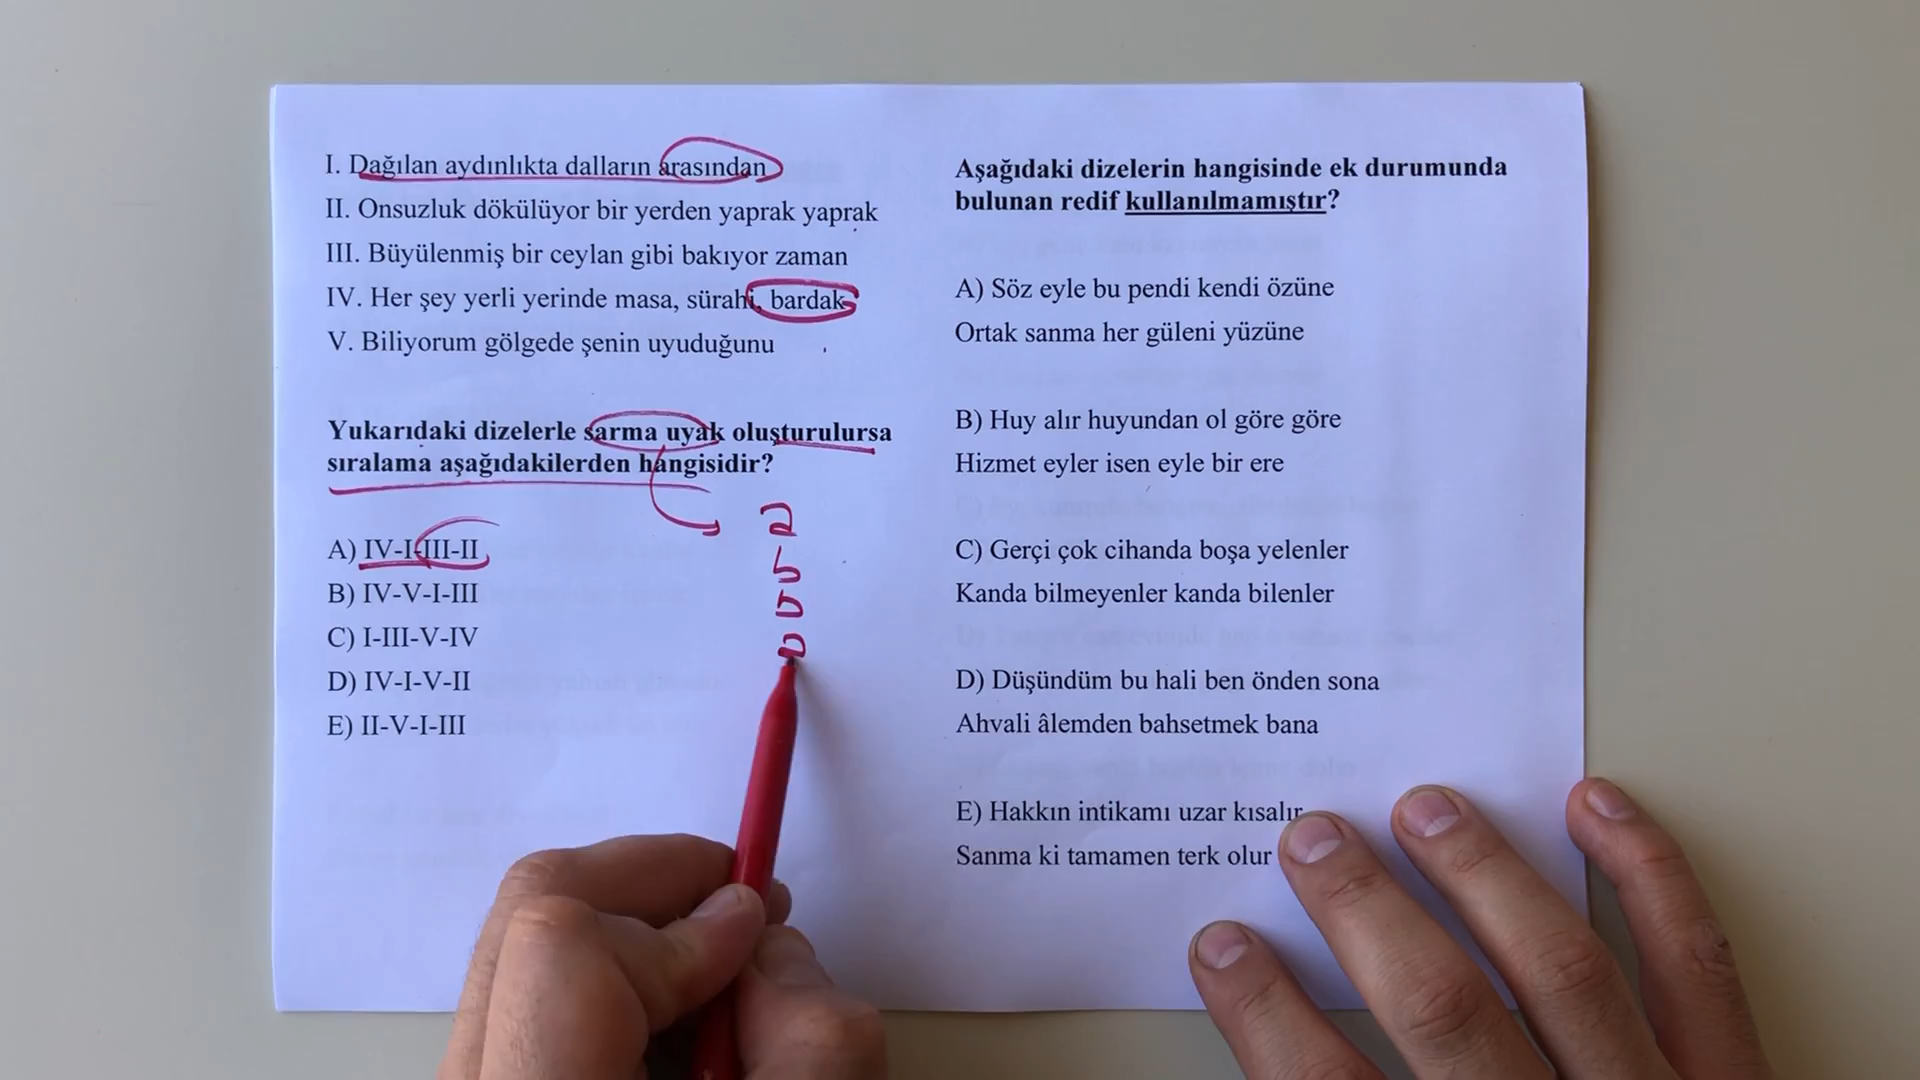 I. Dağılan aydınlıkta dalların arasından
II. Onsuzluk dökülüyor bir yerden yaprak yaprak
III. Büyülenmiş bir ceylan gibi bakıyor zaman
IV. Her şey yerli yerinde masa, sürahi, bardak
V. Biliyorum gölgede şenin uyuduğunu
Yukarıdaki dizelerle sarma uyak oluşturulursa
sıralama aşağıdakilerden hangisidir?
A) IV-I-III-II
B) IV-V-I-III
C) I-III-V-IV
D) IV-I-V-II
E) II-V-I-III
Aşağıdaki dizelerin hangisinde ek durumunda
bulunan redif kullanılmamıştır?
A) Söz eyle bu pendi kendi özüne
Ortak sanma her güleni yüzüne
B) Huy alır huyundan ol göre göre
Hizmet eyler isen eyle bir ere
C) Gerçi çok cihanda boşa yelenler
Kanda bilmeyenler kanda bilenler
D) Düşündüm bu hali ben önden sona
Ahvali âlemden bahsetmek bana
E) Hakkın intikamı uzar kısalır
Sanma ki tamamen terk olur